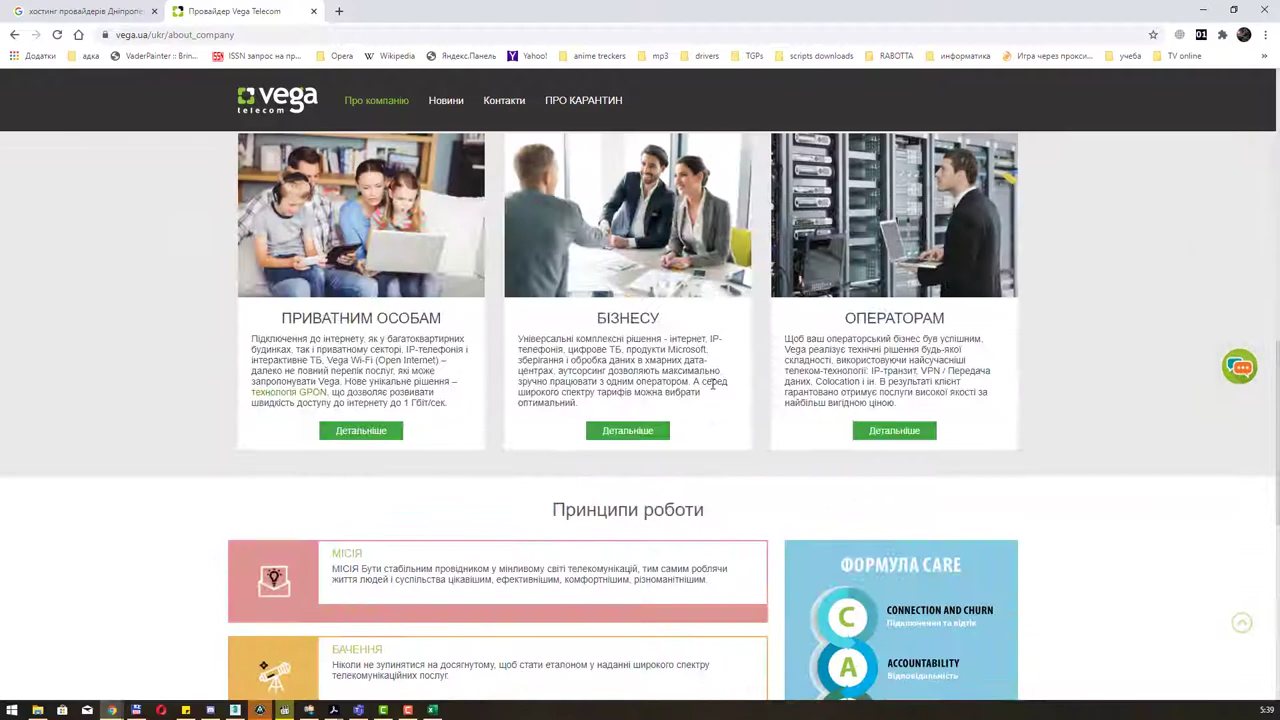 хостинг провайдерів Дніпропе
Провайдер Vega Telecom
vega.ua/ukr/about_company
Додатки
адка
VaderPainter :: Brin...
ISSN запрос на пр...
Opera
Wikipedia
Яндекс.Панель
Yahoo!
anime treckers
mp3
drivers
TGPs
scripts downloads
RABOTTA
информатика
Игра через прокси...
учеба
TV online
vega
telecom
Про компанію
Новини
Контакти
ПРО КАРАНТИН
ПРИВАТНИМ ОСОБАМ
Підключення до інтернету, як у багатоквартирних
будинках, так і приватному секторі, IP-телефонія і
інтерактивне ТБ, Vega Wi-Fi (Open Internet) –
далеко не повний перелік послуг, які може
запропонувати Vega. Нове унікальне рішення –
технологія GPON, що дозволяє розвивати
швидкість доступу до інтернету до 1 Гбіт/сек.
Детальніше
БІЗНЕСУ
Універсальні комплексні рішення - інтернет, IP-
телефонія, цифрове ТБ, продукти Microsoft,
зберігання і обробка даних в хмарних дата-
центрах, аутсорсинг дозволяють максимально
зручно працювати з одним оператором. А серед
широкого спектру тарифів можна вибрати
оптимальний.
Детальніше
ОПЕРАТОРАМ
Щоб ваш операторський бізнес був успішним,
Vega реалізує технічні рішення будь-якої
складності, використовуючи найсучасніші
телеком-технології: IP-транзит, VPN / Передача
даних, Colocation і ін. В результаті клієнт
гарантовано отримує послуги високої якості за
найбільш вигідною ціною.
Детальніше
Принципи роботи
МІСІЯ
МІСІЯ Бути стабільним провідником у мінливому світі телекомунікацій, тим самим роблячи
життя людей і суспільства цікавішим, ефективнішим, комфортнішим, різноманітнішим.
БАЧЕННЯ
Ніколи не зупинятися на досягнутому, щоб стати еталоном у наданні широкого спектру
телекомунікаційних послуг.
ФОРМУЛА CARE
C
CONNECTION AND CHURN
Підключення та відтік
A
ACCOUNTABILITY
Відповідальність
5:39